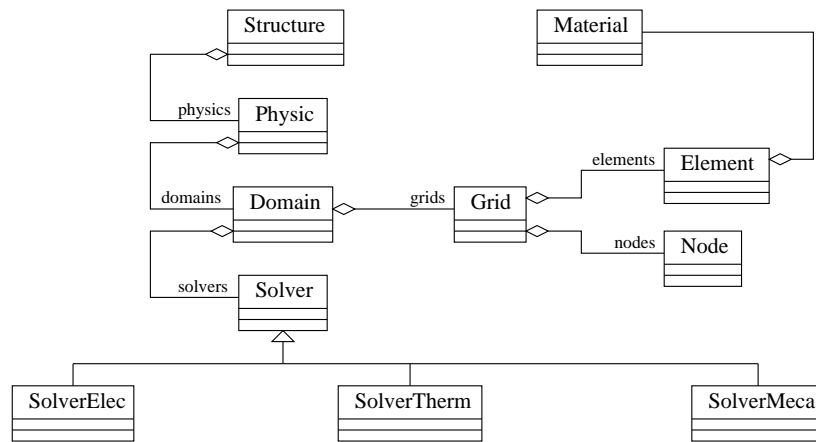 Structure
Material
physics
Physic
elements
Element
domains
Domain
grids
Grid
nodes
Node
solvers
Solver
SolverElec
SolverTherm
SolverMeca